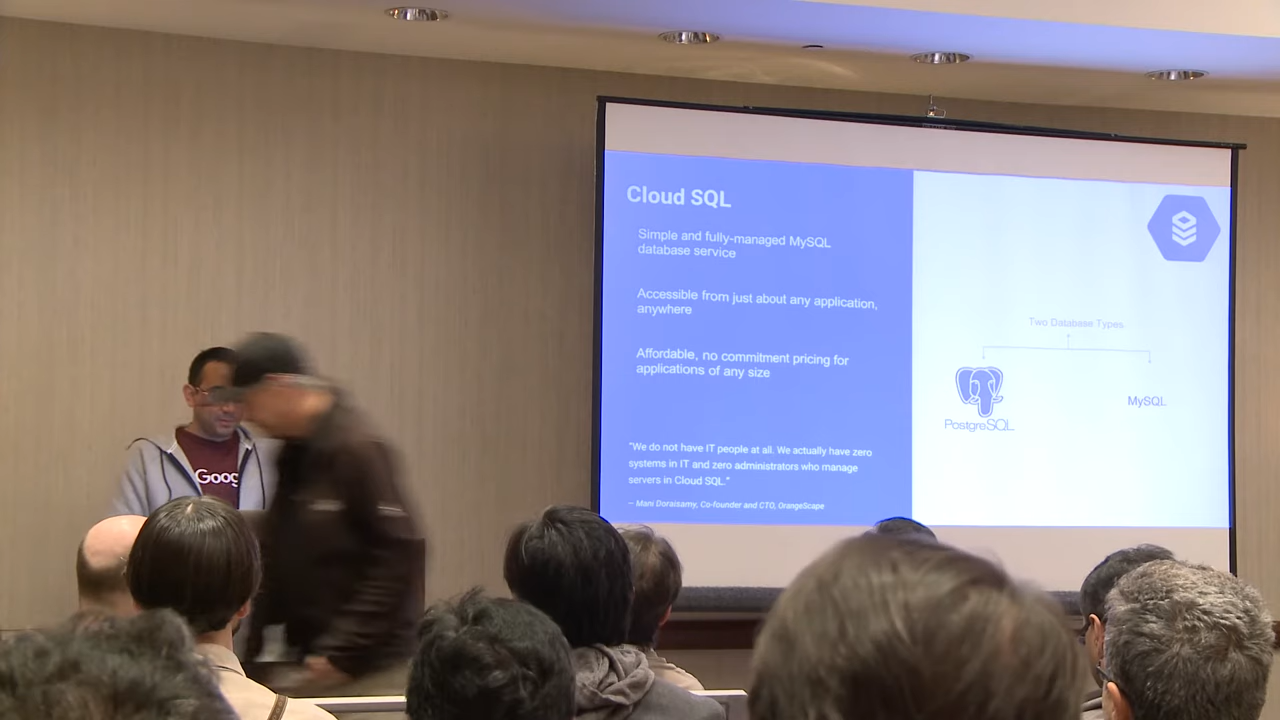 Cloud SQL
Simple and fully-managed MySQL
database service
Accessible from just about any application,
anywhere
Affordable, no commitment pricing for
applications of any size
"We do not have IT people at all. We actually have zero
systems in IT and zero administrators who manage
servers in Cloud SQL."
— Mani Doraisamy, Co-founder and CTO, OrangeScape
Two Database Types
PostgreSQL
MySQL
Goog